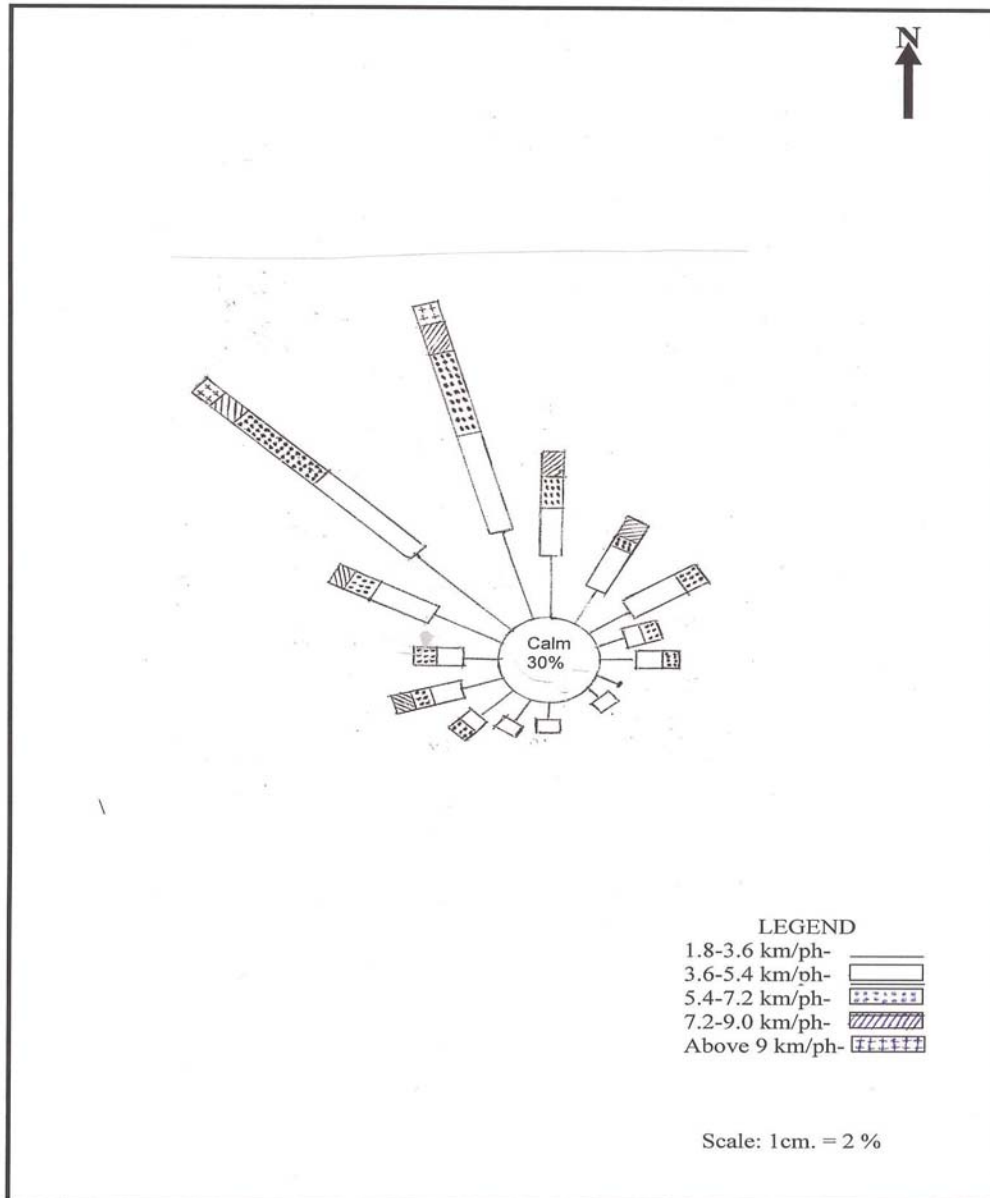 N
Calm
30%
LEGEND
1.8-3.6 km/ph-
3.6-5.4 km/ph-
5.4-7.2 km/ph-
7.2-9.0 km/ph-
Above 9 km/ph-
Scale: 1cm. = 2 %